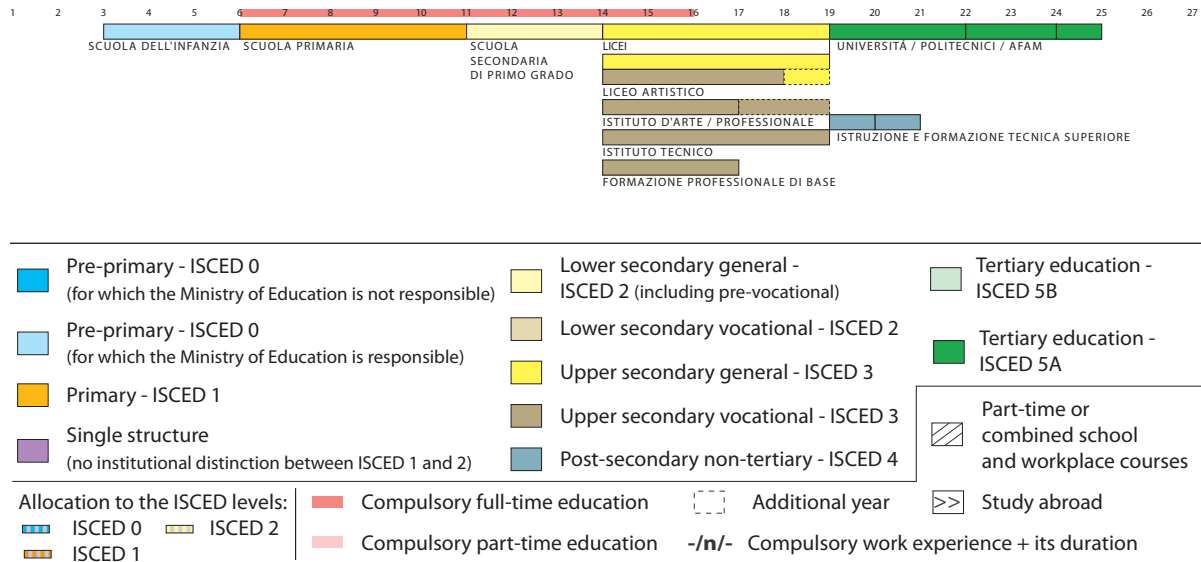 1 2 3 4 5 6 7 8 9 10 11 12 13 14 15 16 17 18 19 20 21 22 23 24 25 26 27
SCUOLA DELL'INFANZIA
SCUOLA PRIMARIA
SCUOLA
SECONDARIA
DI PRIMO GRADO
LICEI
UNIVERSITÁ / POLITECNICI / AFAM
LICEO ARTISTICO
ISTITUTO D'ARTE / PROFESSIONALE
ISTRUZIONE E FORMAZIONE TECNICA SUPERIORE
ISTITUTO TECNICO
FORMAZIONE PROFESSIONALE DI BASE
Pre-primary - ISCED 0
(for which the Ministry of Education is not responsible)
Pre-primary - ISCED 0
(for which the Ministry of Education is responsible)
Primary - ISCED 1
Single structure
(no institutional distinction between ISCED 1 and 2)
Lower secondary general -
ISCED 2 (including pre-vocational)
Lower secondary vocational - ISCED 2
Upper secondary general - ISCED 3
Upper secondary vocational - ISCED 3
Post-secondary non-tertiary - ISCED 4
Tertiary education -
ISCED 5B
Tertiary education -
ISCED 5A
Part-time or
combined school
and workplace courses
Allocation to the ISCED levels:
ISCED 0
ISCED 2
ISCED 1
Compulsory full-time education
Compulsory part-time education
Additional year
-/n/- Compulsory work experience + its duration
>> Study abroad